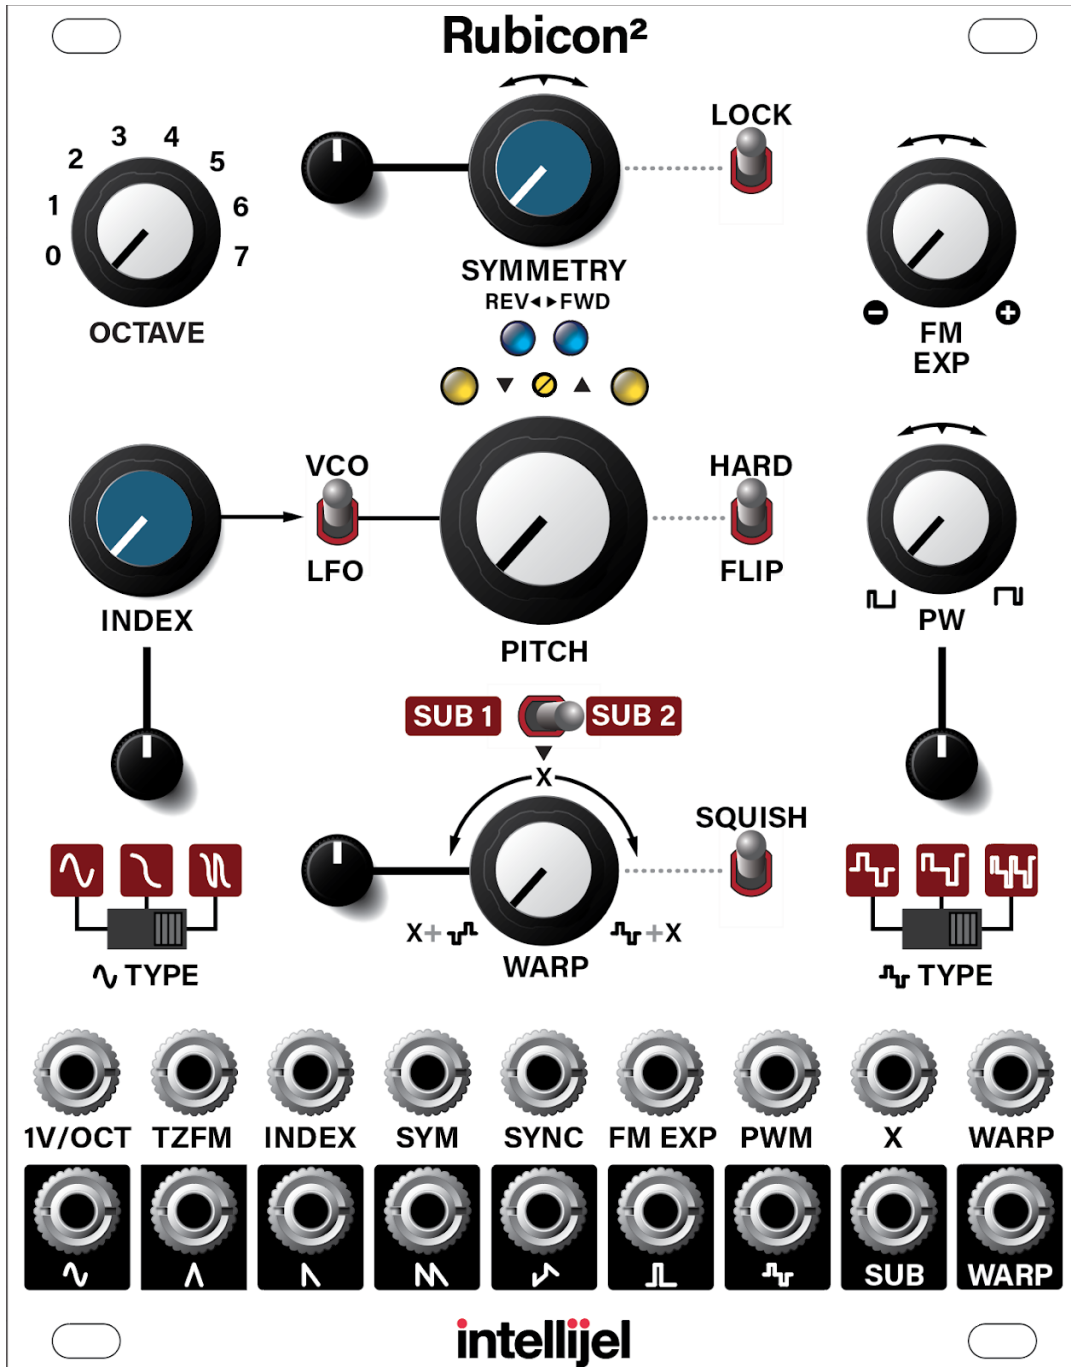 Rubicon²
LOCK
3 4
2 5
1 6
0 7
OCTAVE
SYMMETRY
REV◂ ▸FWD
− +
FM
EXP
VCO
LFO
HARD
FLIP
INDEX
PITCH
PW
SUB 1 SUB 2
X
SQUISH
X+
+X
WARP
TYPE
TYPE
1V/OCT TZFM INDEX SYM SYNC FM EXP PWM X WARP
SUB WARP
intellijel